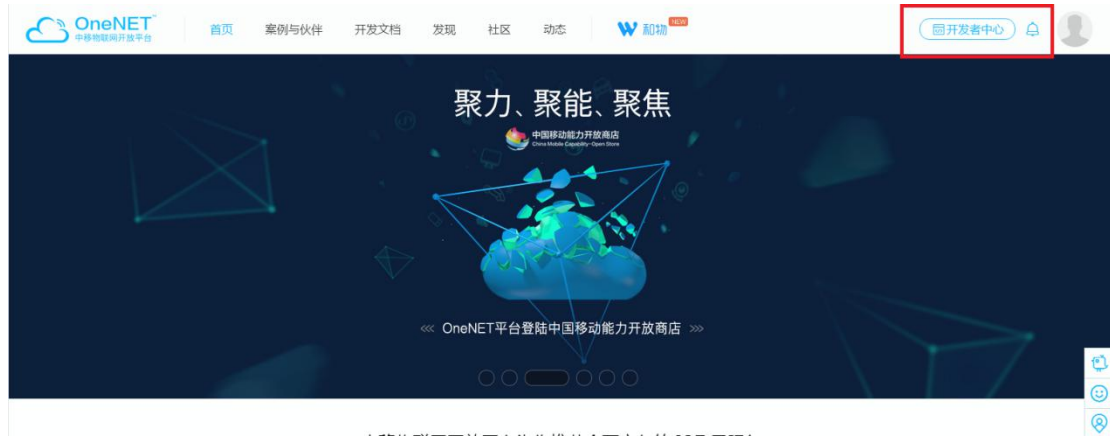 OneNET
中移物联网开放平台
首页 案例与伙伴 开发文档 发现 社区 动态 和物 NEW 开发者中心
聚力、聚能、聚焦
中国移动能力开放商店
China Mobile Capability-Open Store
OneNET平台登陆中国移动能力开放商店